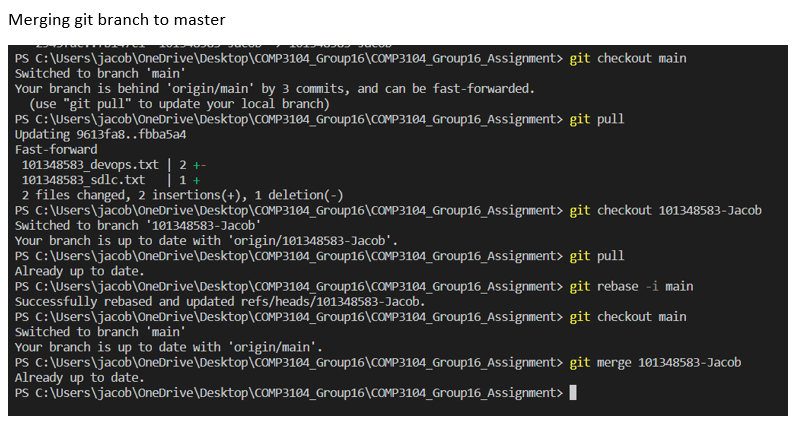 Merging git branch to master
PS C:\Users\jacob\OneDrive\Desktop\COMP3104_Group16\COMP3104_Group16_Assignment> git checkout main
Switched to branch 'main'
Your branch is behind 'origin/main' by 3 commits, and can be fast-forwarded.
  (use "git pull" to update your local branch)
PS C:\Users\jacob\OneDrive\Desktop\COMP3104_Group16\COMP3104_Group16_Assignment> git pull
Updating 9613fa8..fbba5a4
Fast-forward
 101348583_devops.txt | 2 +-
 101348583_sdlc.txt   | 1 +
 2 files changed, 2 insertions(+), 1 deletion(-)
PS C:\Users\jacob\OneDrive\Desktop\COMP3104_Group16\COMP3104_Group16_Assignment> git checkout 101348583-Jacob
Switched to branch '101348583-Jacob'
Your branch is up to date with 'origin/101348583-Jacob'.
PS C:\Users\jacob\OneDrive\Desktop\COMP3104_Group16\COMP3104_Group16_Assignment> git pull
Already up to date.
PS C:\Users\jacob\OneDrive\Desktop\COMP3104_Group16\COMP3104_Group16_Assignment> git rebase -i main
Successfully rebased and updated refs/heads/101348583-Jacob.
PS C:\Users\jacob\OneDrive\Desktop\COMP3104_Group16\COMP3104_Group16_Assignment> git checkout main
Switched to branch 'main'
Your branch is up to date with 'origin/main'.
PS C:\Users\jacob\OneDrive\Desktop\COMP3104_Group16\COMP3104_Group16_Assignment> git merge 101348583-Jacob
Already up to date.
PS C:\Users\jacob\OneDrive\Desktop\COMP3104_Group16\COMP3104_Group16_Assignment>